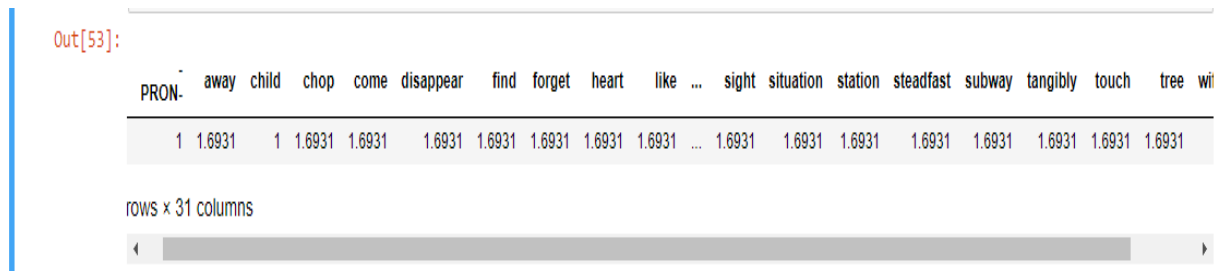 Out[53]:
-PRON- away child chop come disappear find forget heart like ... sight situation station steadfast subway tangibly touch tree wi
1 1.6931 1 1.6931 1.6931 1.6931 1.6931 1.6931 1.6931 1.6931 ... 1.6931 1.6931 1.6931 1.6931 1.6931 1.6931 1.6931 1.6931
rows × 31 columns